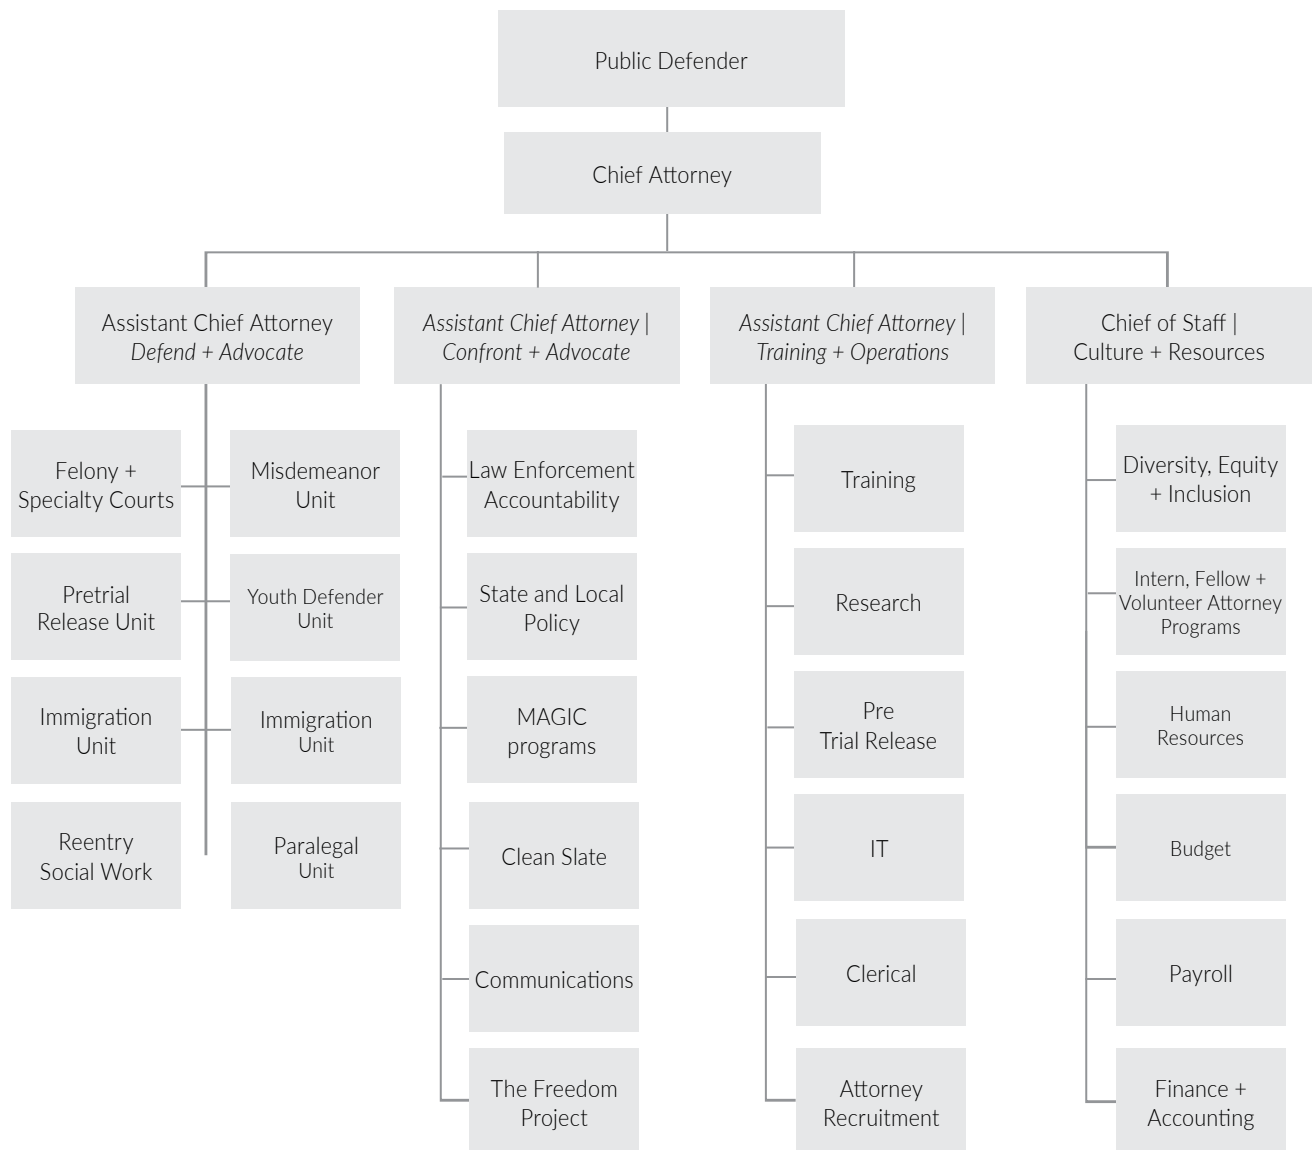 Public Defender
Chief Attorney
Assistant Chief Attorney
Defend + Advocate
Assistant Chief Attorney |
Confront + Advocate
Assistant Chief Attorney |
Training + Operations
Chief of Staff |
Culture + Resources
Felony +
Specialty Courts
Misdemeanor
Unit
Pretrial
Release Unit
Youth Defender
Unit
Immigration
Unit
Immigration
Unit
Reentry
Social Work
Paralegal
Unit
Law Enforcement
Accountability
State and Local
Policy
MAGIC
programs
Clean Slate
Communications
The Freedom
Project
Training
Research
Pre
Trial Release
IT
Clerical
Attorney
Recruitment
Diversity, Equity
+ Inclusion
Intern, Fellow +
Volunteer Attorney
Programs
Human
Resources
Budget
Payroll
Finance +
Accounting